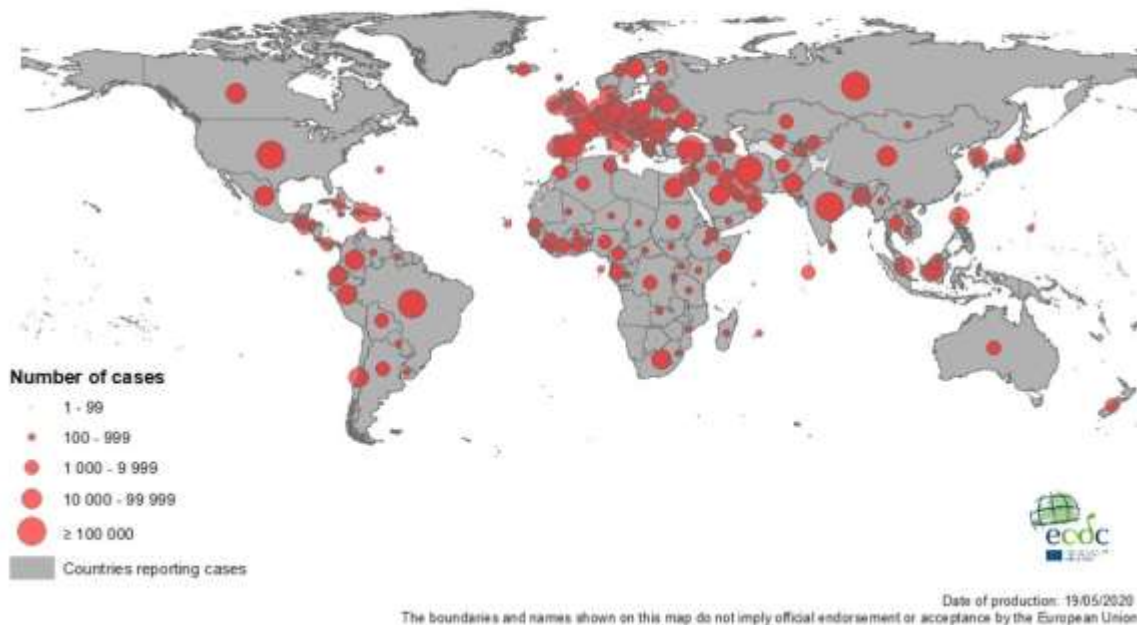 Number of cases
1 - 99
100 - 999
1 000 - 9 999
10 000 - 99 999
≥ 100 000
Countries reporting cases
ecdc
Date of production: 19/05/2020
The boundaries and names shown on this map do not imply official endorsement or acceptance by the European Union